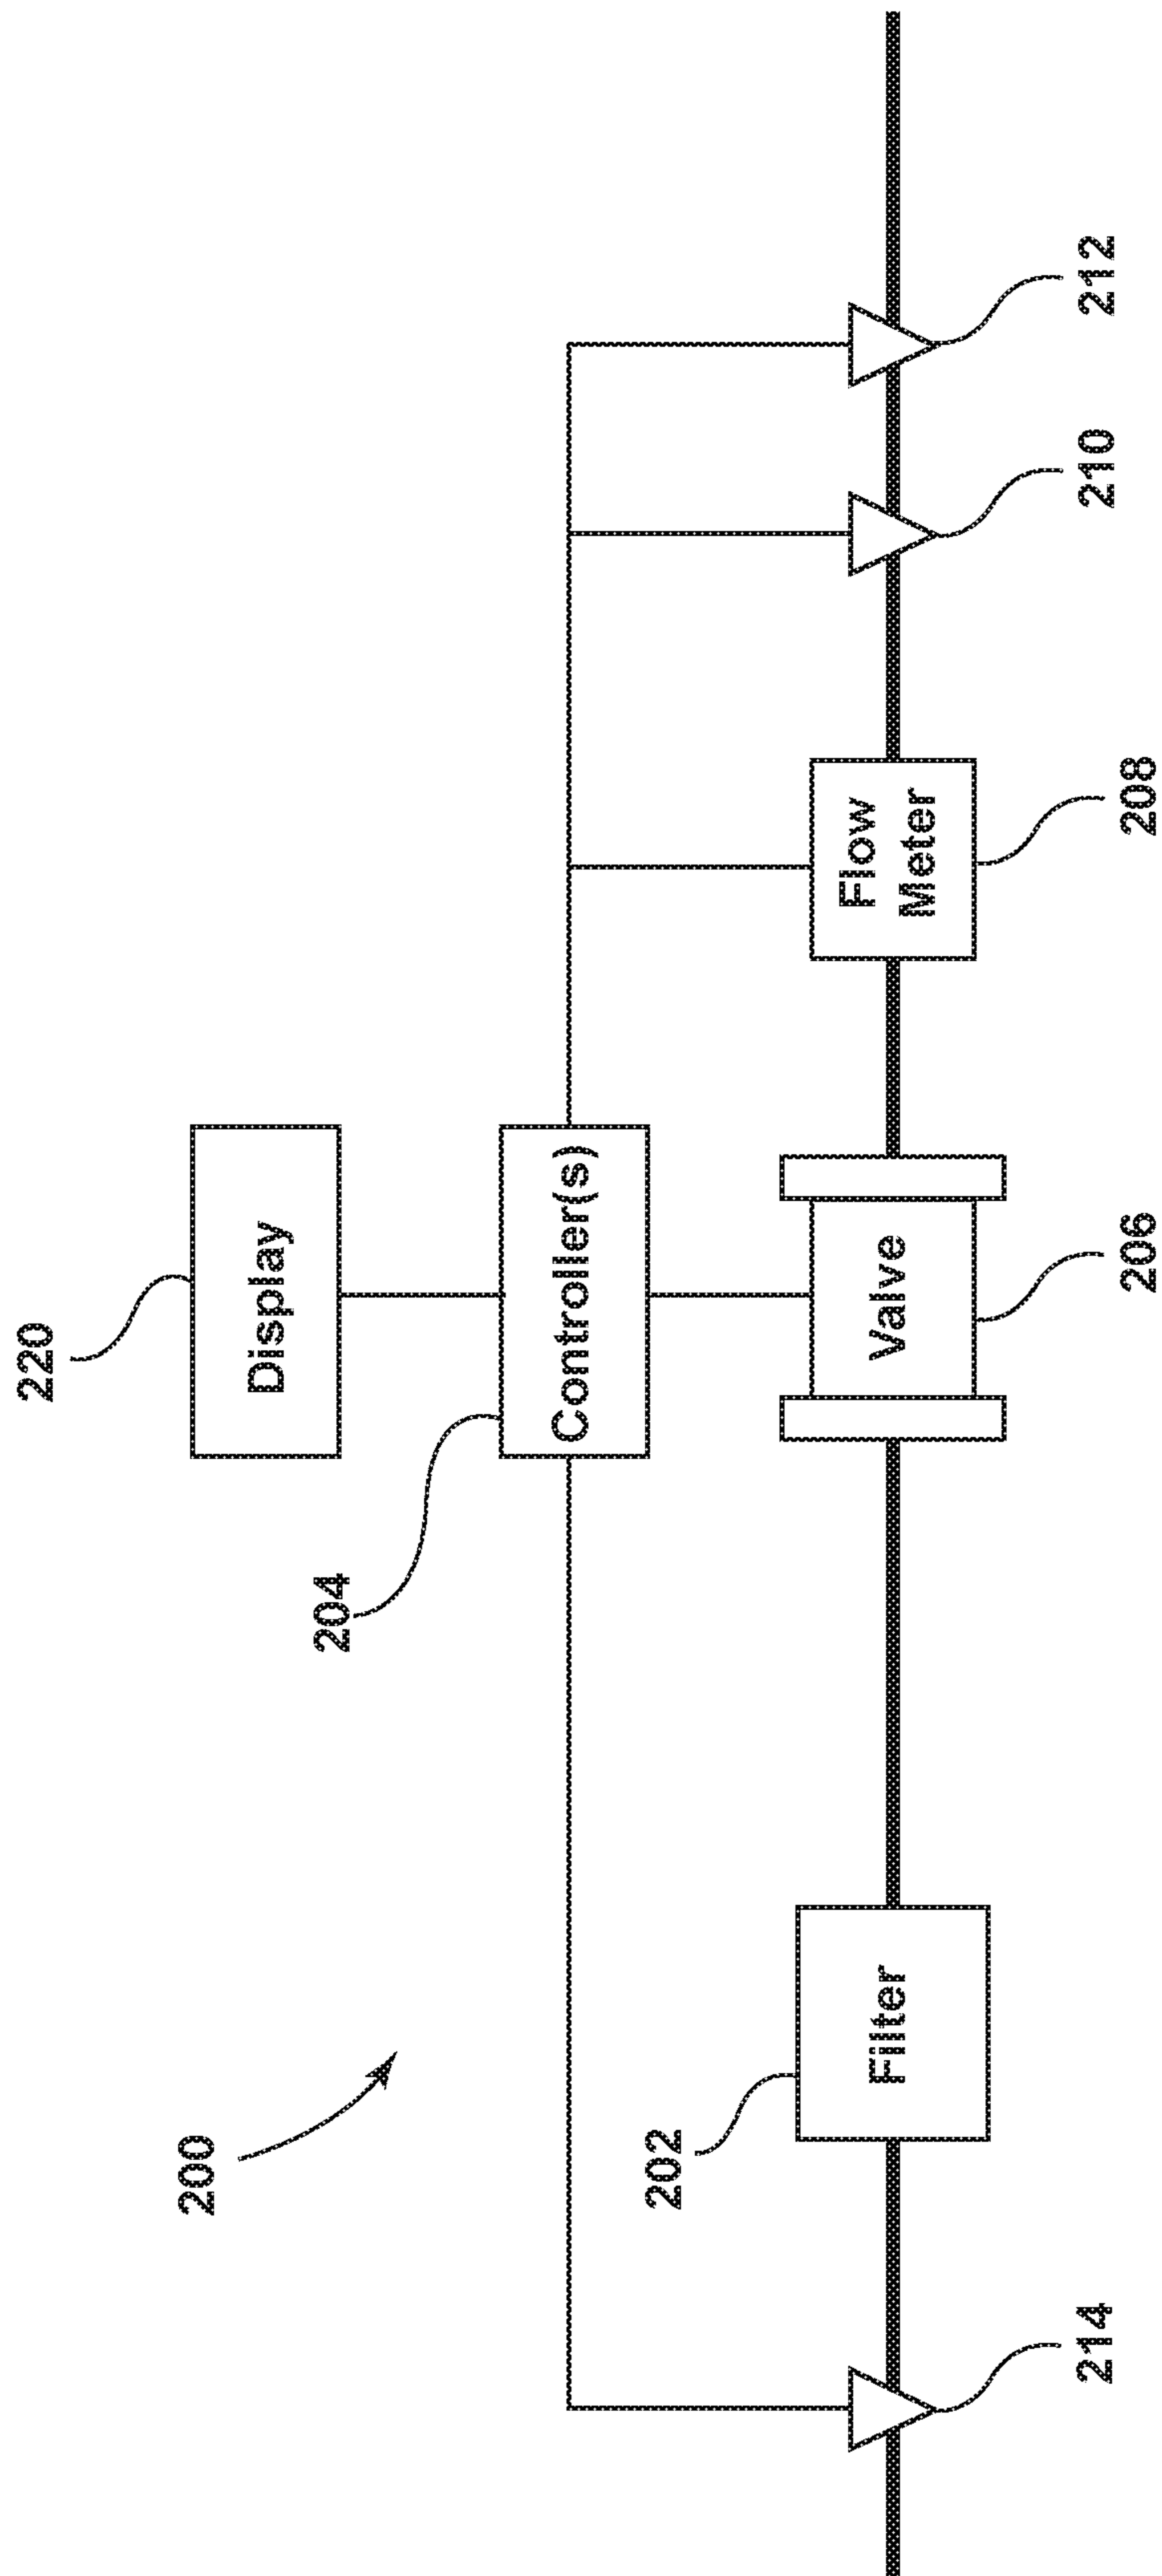 220
Display
204
Controller(s)
200
202
Filter
Valve
Flow
Meter
214
206
208
210
212